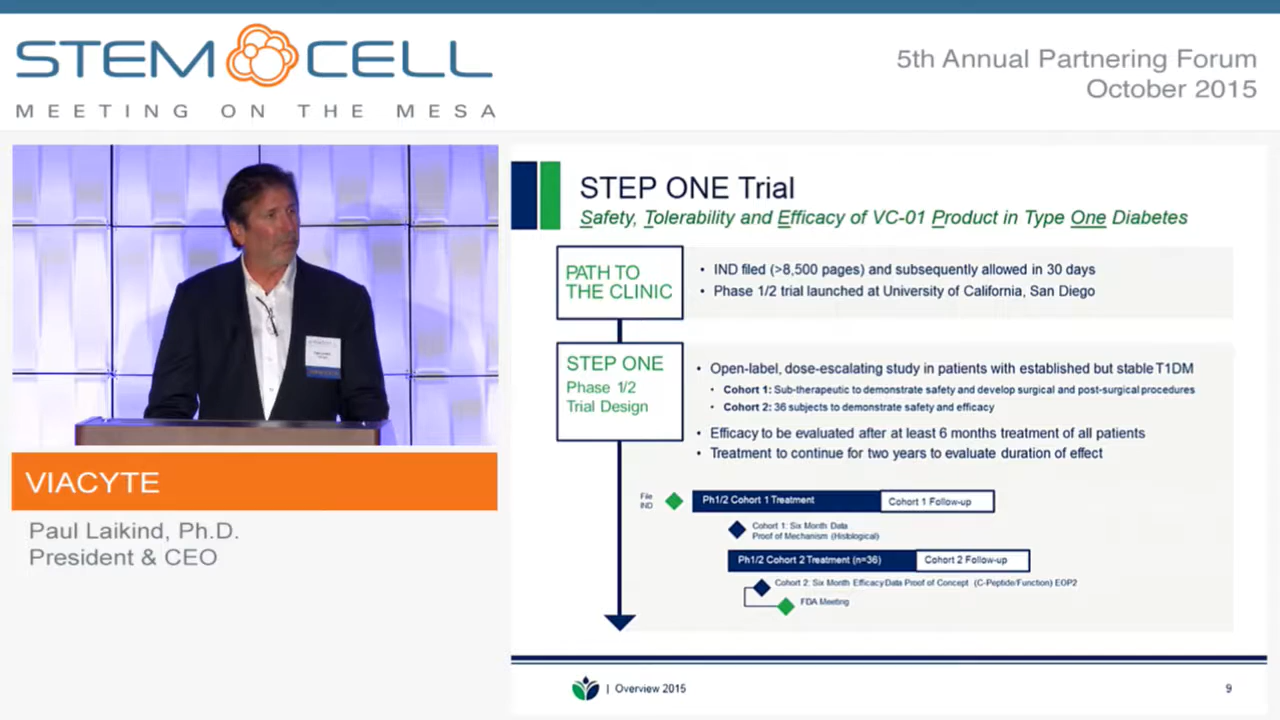 STEM CELL
MEETING ON THE MESA
5th Annual Partnering Forum
October 2015
VIACYTE
Paul Laikind, Ph.D.
President & CEO
STEP ONE Trial
Safety, Tolerability and Efficacy of VC-01 Product in Type One Diabetes
PATH TO
THE CLINIC
• IND filed (>8,500 pages) and subsequently allowed in 30 days
• Phase 1/2 trial launched at University of California, San Diego
STEP ONE
Phase 1/2
Trial Design
• Open-label, dose-escalating study in patients with established but stable T1DM
• Cohort 1: Sub-therapeutic to demonstrate safety and develop surgical and post-surgical procedures
• Cohort 2: 36 subjects to demonstrate safety and efficacy
• Efficacy to be evaluated after at least 6 months treatment of all patients
• Treatment to continue for two years to evaluate duration of effect
File
IND
Ph1/2 Cohort 1 Treatment
Cohort 1 Follow-up
Cohort 1: Six Month Data
Proof of Mechanism (Histological)
Ph1/2 Cohort 2 Treatment (n=36)
Cohort 2 Follow-up
Cohort 2: Six Month Efficacy Data Proof of Concept (C-Peptide/Function) EOP2
FDA Meeting
| Overview 2015
9